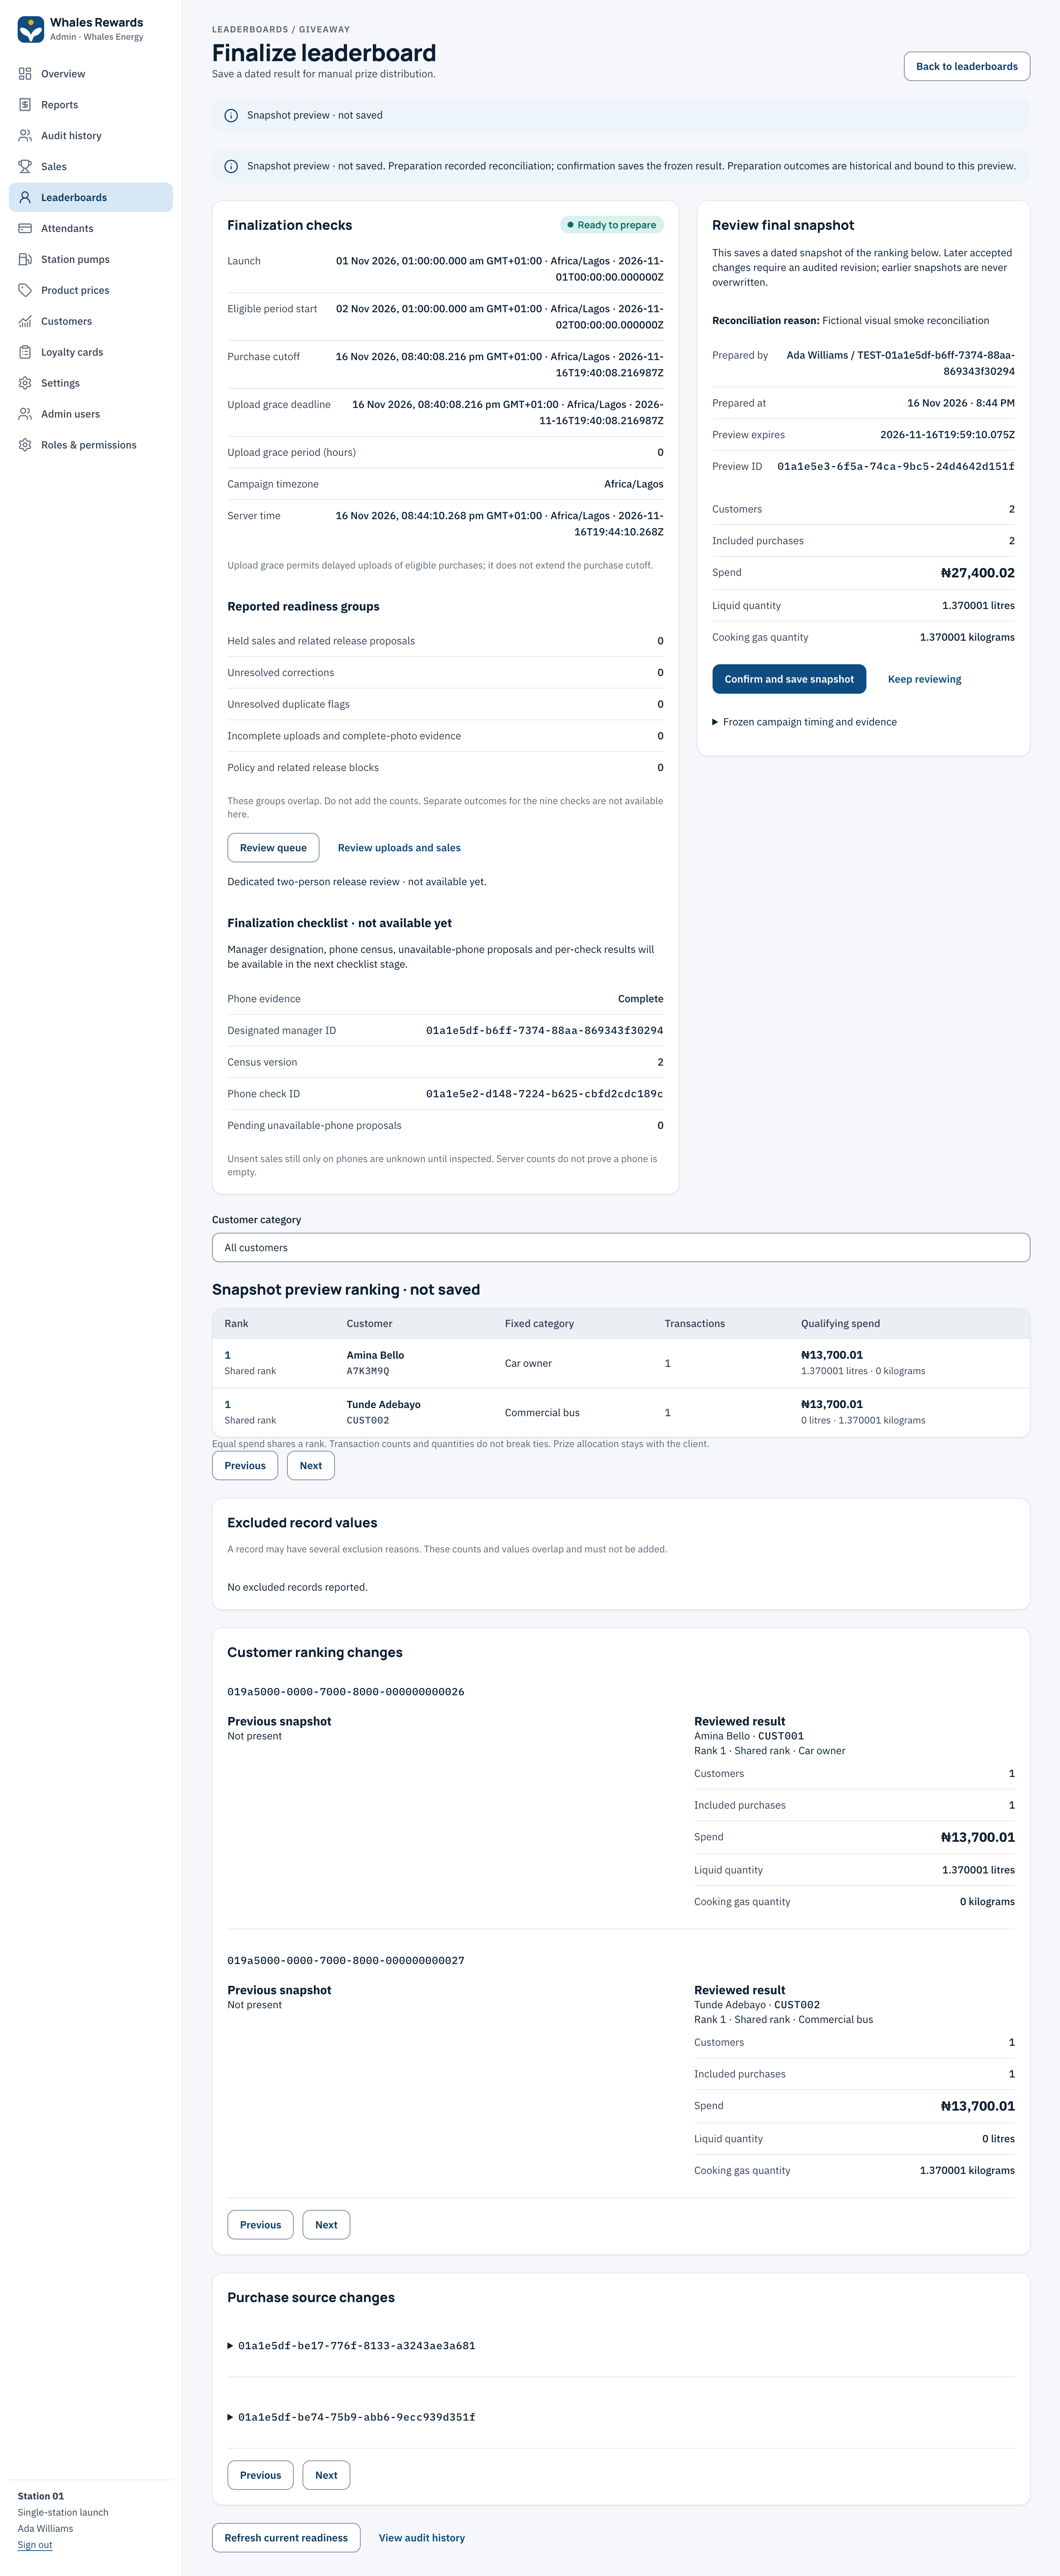 Whales Rewards
Admin · Whales Energy
Overview
Reports
Audit history
Sales
Leaderboards
Attendants
Station pumps
Product prices
Customers
Loyalty cards
Settings
Admin users
Roles & permissions
Station 01
Single-station launch
Ada Williams
Sign out
LEADERBOARDS / GIVEAWAY
Finalize leaderboard
Save a dated result for manual prize distribution.
Back to leaderboards
Snapshot preview · not saved
Snapshot preview · not saved. Preparation recorded reconciliation; confirmation saves the frozen result. Preparation outcomes are historical and bound to this preview.
Finalization checks
Ready to prepare
Launch 01 Nov 2026, 01:00:00.000 am GMT+01:00 · Africa/Lagos · 2026-11-
01T00:00:00.000000Z
Eligible period start 02 Nov 2026, 01:00:00.000 am GMT+01:00 · Africa/Lagos · 2026-11-
02T00:00:00.000000Z
Purchase cutoff 16 Nov 2026, 08:40:08.216 pm GMT+01:00 · Africa/Lagos · 2026-11-
16T19:40:08.216987Z
Upload grace deadline 16 Nov 2026, 08:40:08.216 pm GMT+01:00 · Africa/Lagos · 2026-
11-16T19:40:08.216987Z
Upload grace period (hours) 0
Campaign timezone Africa/Lagos
Server time 16 Nov 2026, 08:44:10.268 pm GMT+01:00 · Africa/Lagos · 2026-11-
16T19:44:10.268Z
Upload grace permits delayed uploads of eligible purchases; it does not extend the purchase cutoff.
Reported readiness groups
Held sales and related release proposals 0
Unresolved corrections 0
Unresolved duplicate flags 0
Incomplete uploads and complete-photo evidence 0
Policy and related release blocks 0
These groups overlap. Do not add the counts. Separate outcomes for the nine checks are not available
here.
Review queue Review uploads and sales
Dedicated two-person release review · not available yet.
Finalization checklist · not available yet
Manager designation, phone census, unavailable-phone proposals and per-check results will
be available in the next checklist stage.
Phone evidence Complete
Designated manager ID 01a1e5df-b6ff-7374-88aa-869343f30294
Census version 2
Phone check ID 01a1e5e2-d148-7224-b625-cbfd2cdc189c
Pending unavailable-phone proposals 0
Unsent sales still only on phones are unknown until inspected. Server counts do not prove a phone is
empty.
Review final snapshot
This saves a dated snapshot of the ranking below. Later accepted
changes require an audited revision; earlier snapshots are never
overwritten.
Reconciliation reason: Fictional visual smoke reconciliation
Prepared by Ada Williams / TEST-01a1e5df-b6ff-7374-88aa-
869343f30294
Prepared at 16 Nov 2026 · 8:44 PM
Preview expires 2026-11-16T19:59:10.075Z
Preview ID 01a1e5e3-6f5a-74ca-9bc5-24d4642d151f
Customers 2
Included purchases 2
Spend ₦27,400.02
Liquid quantity 1.370001 litres
Cooking gas quantity 1.370001 kilograms
Confirm and save snapshot Keep reviewing
Frozen campaign timing and evidence
Customer category
All customers
Snapshot preview ranking · not saved
Rank Customer Fixed category Transactions Qualifying spend
1 Amina Bello Car owner 1 ₦13,700.01
Shared rank A7K3M9Q 1.370001 litres · 0 kilograms
1 Tunde Adebayo Commercial bus 1 ₦13,700.01
Shared rank CUST002 0 litres · 1.370001 kilograms
Equal spend shares a rank. Transaction counts and quantities do not break ties. Prize allocation stays with the client.
Previous Next
Excluded record values
A record may have several exclusion reasons. These counts and values overlap and must not be added.
No excluded records reported.
Customer ranking changes
019a5000-0000-7000-8000-000000000026
Previous snapshot
Not present
Reviewed result
Amina Bello · CUST001
Rank 1 · Shared rank · Car owner
Customers 1
Included purchases 1
Spend ₦13,700.01
Liquid quantity 1.370001 litres
Cooking gas quantity 0 kilograms
019a5000-0000-7000-8000-000000000027
Previous snapshot
Not present
Reviewed result
Tunde Adebayo · CUST002
Rank 1 · Shared rank · Commercial bus
Customers 1
Included purchases 1
Spend ₦13,700.01
Liquid quantity 0 litres
Cooking gas quantity 1.370001 kilograms
Previous Next
Purchase source changes
01a1e5df-be17-776f-8133-a3243ae3a681
01a1e5df-be74-75b9-abb6-9ecc939d351f
Previous Next
Refresh current readiness View audit history